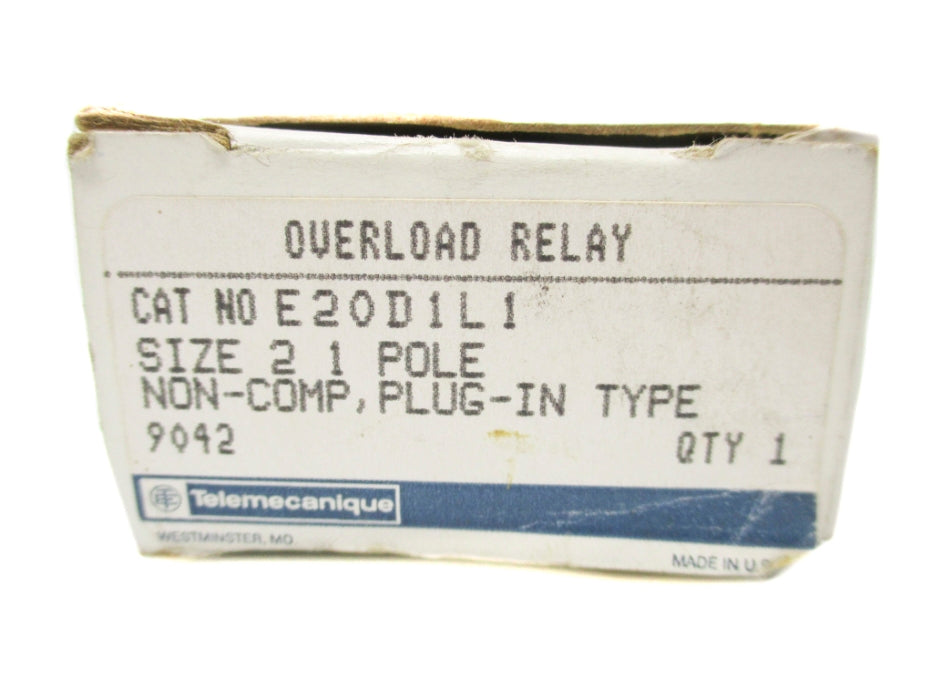 OVERLOAD RELAY
CAT NO E20D1L1
SIZE 2 1 POLE
NON-COMP, PLUG-IN TYPE
9042 QTY 1
TE Telemecanique
WESTMINSTER, MD.
MADE IN U.S